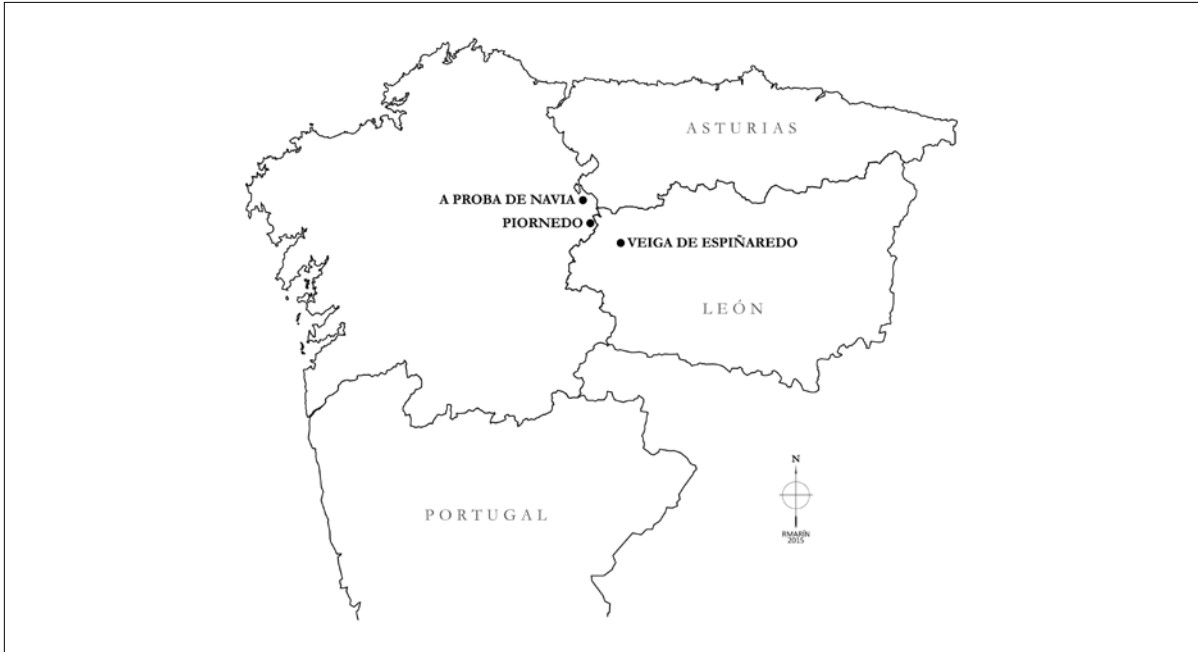 ASTURIAS
A PROBA DE NAVIA
PIORNEDO
VEIGA DE ESPIÑAREDO
LEÓN
N
PORTUGAL
RMARÍN
2015